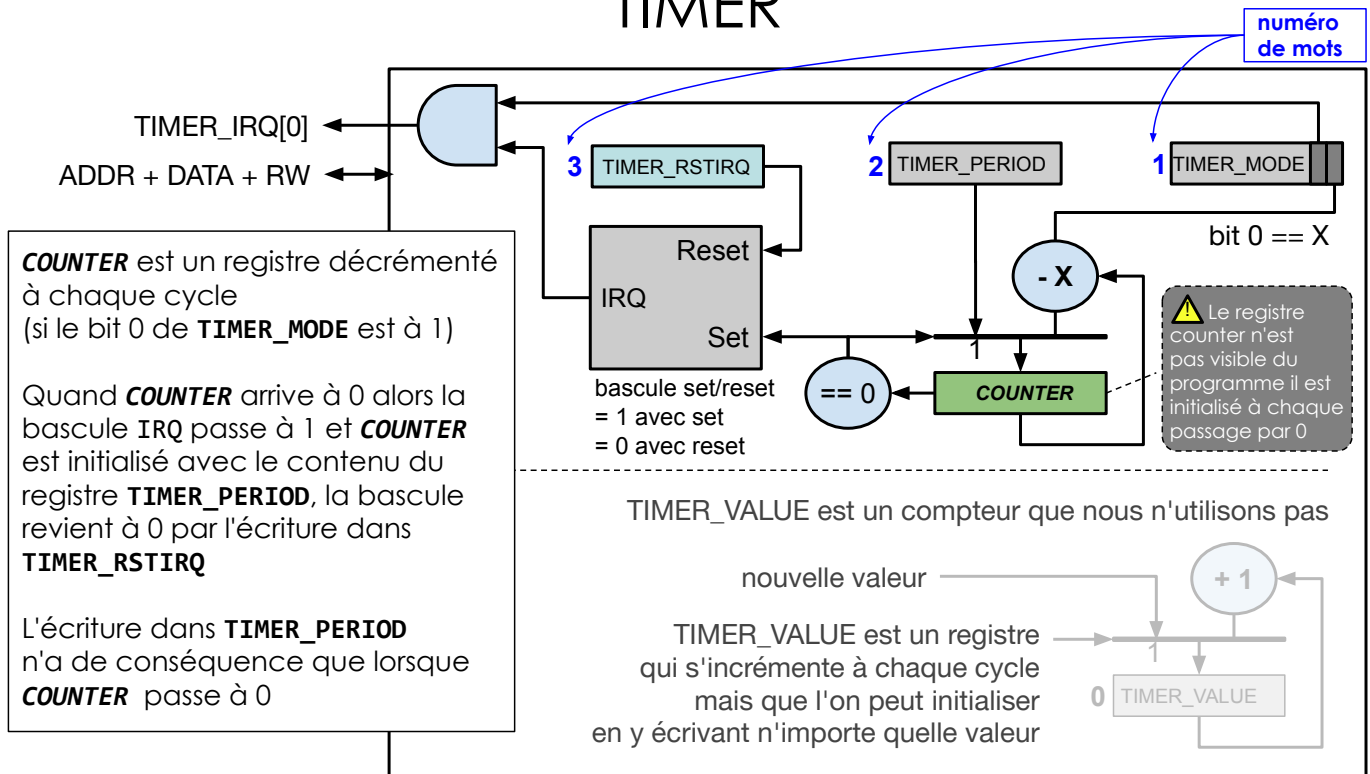 TIMER
numéro
de mots
TIMER_IRQ[0]
ADDR + DATA + RW
3 TIMER_RSTIRQ
2 TIMER_PERIOD
1 TIMER_MODE
bit 0 == X
Reset
IRQ
Set
- X
1
== 0
COUNTER
bascule set/reset
= 1 avec set
= 0 avec reset
Le registre
counter n'est
pas visible du
programme il est
initialisé à chaque
passage par 0
COUNTER est un registre décrémenté
à chaque cycle
(si le bit 0 de TIMER_MODE est à 1)
Quand COUNTER arrive à 0 alors la
bascule IRQ passe à 1 et COUNTER
est initialisé avec le contenu du
registre TIMER_PERIOD, la bascule
revient à 0 par l'écriture dans
TIMER_RSTIRQ
L'écriture dans TIMER_PERIOD
n'a de conséquence que lorsque
COUNTER passe à 0
TIMER_VALUE est un compteur que nous n'utilisons pas
nouvelle valeur
+ 1
TIMER_VALUE est un registre
qui s'incrémente à chaque cycle
mais que l'on peut initialiser
en y écrivant n'importe quelle valeur
1
0 TIMER_VALUE